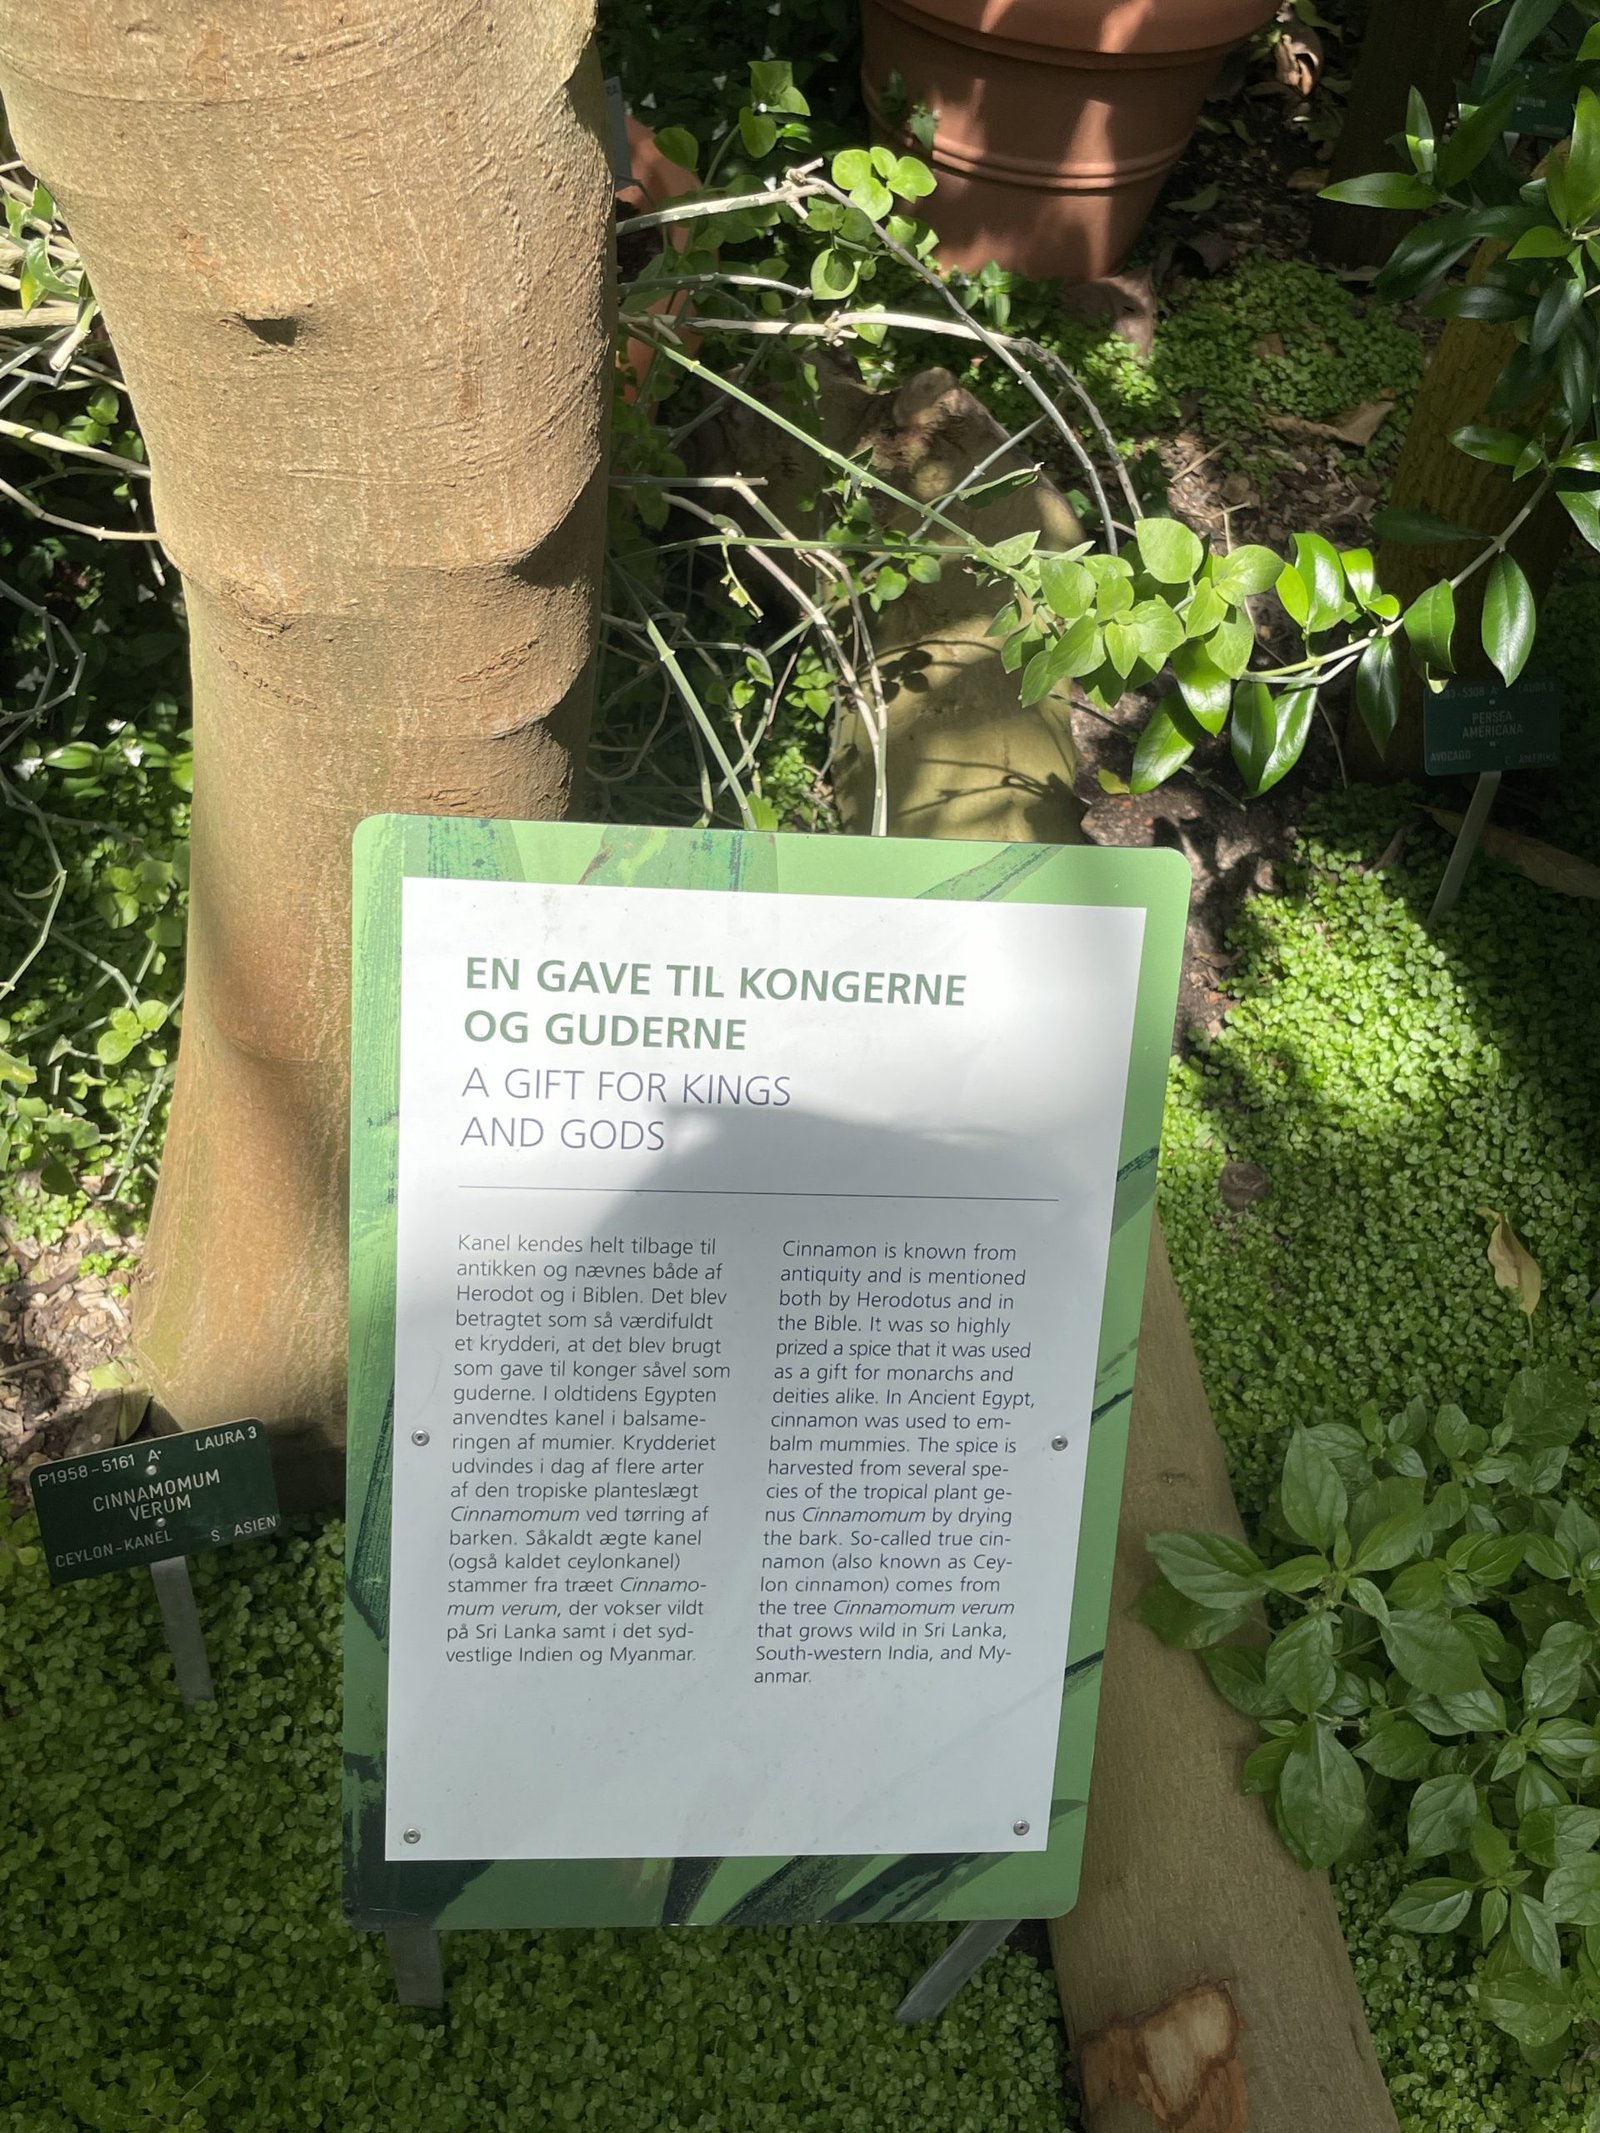 EN GAVE TIL KONGERNE
OG GUDERNE
A GIFT FOR KINGS
AND GODS
Kanel kendes helt tilbage til
antikken og nævnes både af
Herodot og i Biblen. Det blev
betragtet som så værdifuldt
et krydderi, at det blev brugt
som gave til konger såvel som
guderne. I oldtidens Egypten
anvendtes kanel i balsame-
ringen af mumier. Krydderiet
udvindes i dag af flere arter
af den tropiske planteslægt
Cinnamomum ved tørring af
barken. Såkaldt ægte kanel
(også kaldet ceylonkanel)
stammer fra træet Cinnamo-
mum verum, der vokser vildt
på Sri Lanka samt i det syd-
vestlige Indien og Myanmar.
Cinnamon is known from
antiquity and is mentioned
both by Herodotus and in
the Bible. It was so highly
prized a spice that it was used
as a gift for monarchs and
deities alike. In Ancient Egypt,
cinnamon was used to em-
balm mummies. The spice is
harvested from several spe-
cies of the tropical plant ge-
nus Cinnamomum by drying
the bark. So-called true cin-
namon (also known as Cey-
lon cinnamon) comes from
the tree Cinnamomum verum
that grows wild in Sri Lanka,
South-western India, and My-
anmar.
P1958-5161 A. LAURA 3
CINNAMOMUM
VERUM
CEYLON-KANEL S. ASIEN
LAURA 3
PERSEA
AMERICANA
AVOCADO C. AMERIKA